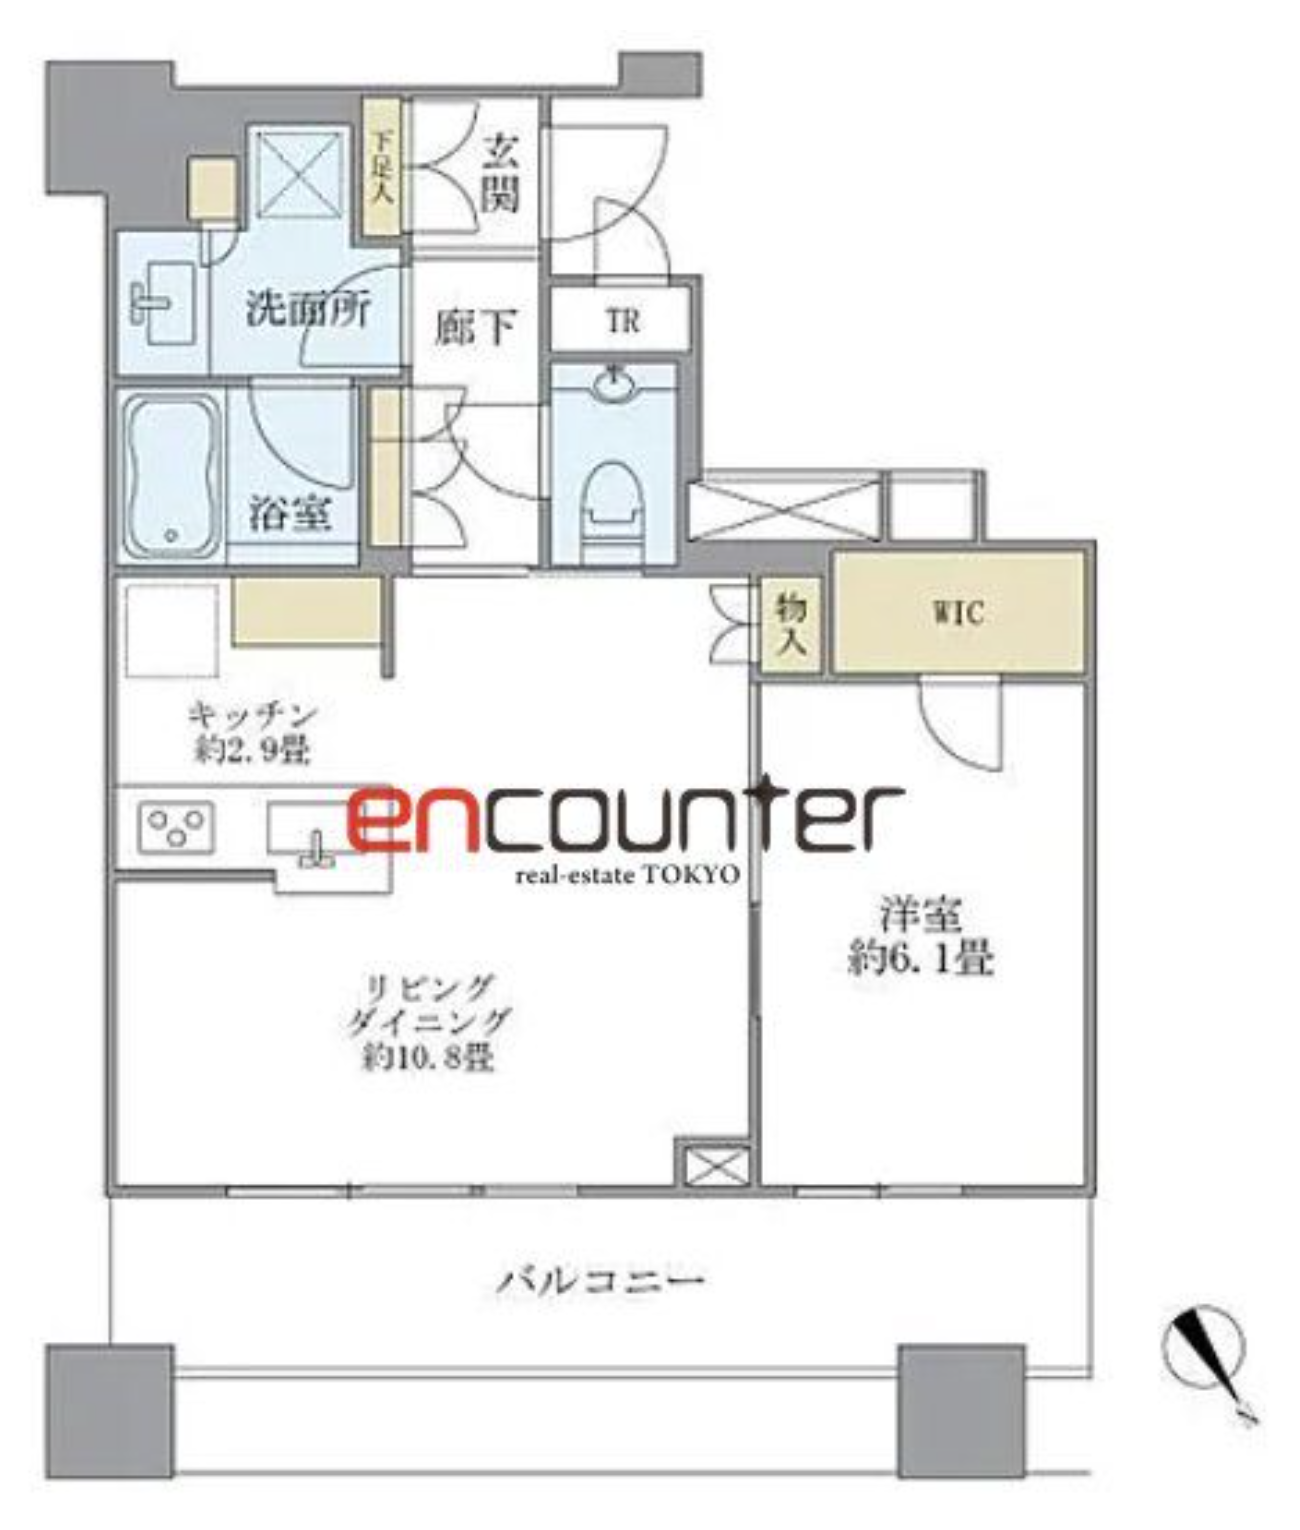 下足入
玄関
洗面所
廊下
TR
浴室
物入
WIC
キッチン
約2.9畳
encounter
real-estate TOKYO
洋室
約6.1畳
リビング
ダイニング
約10.8畳
バルコニー